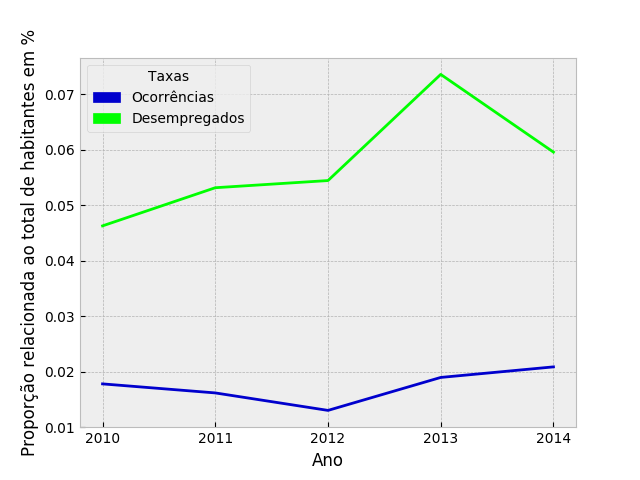 Proporção relacionada ao total de habitantes em %
Taxas
Ocorrências
Desempregados
0.07
0.06
0.05
0.04
0.03
0.02
0.01
2010 2011 2012 2013 2014
Ano